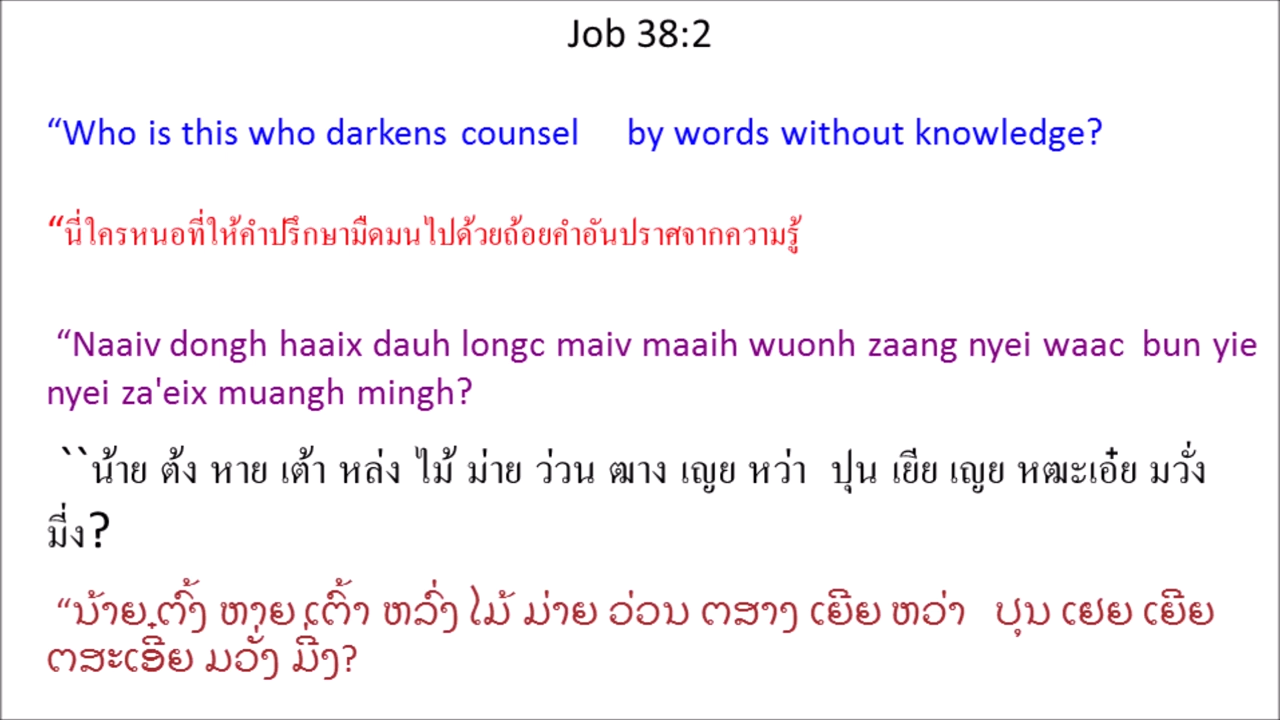 Job 38:2
“Who is this who darkens counsel by words without knowledge?
“นี่ใครหนอที่ให้คำปรึกษามืดมนไปด้วยถ้อยคำอันปราศจากความรู้
“Naaiv dongh haaix dauh longc maiv maaih wuonh zaang nyei waac bun yie
nyei za'eix muangh mingh?
``น้าย ต้ง หาย เต้า หล่ง ไม้ ม่าย ว่วน ฒาง เญย หว่า ปุน เยีย เญย หฒะเอ๋ย มวั่ง
มี่ง?
“ນ້າຍ ຕົ້ງ ຫາຍ ເຕົ້າ ຫລົ່ງ ໄມ້ ມ່າຍ ວ່ວນ ຕສາງ ເຍີຍ ຫວ່າ ປຸນ ເຢຍ ເຍີຍ
ຕສະເອີ໋ຍ ມວັ່ງ ມີ່ງ?